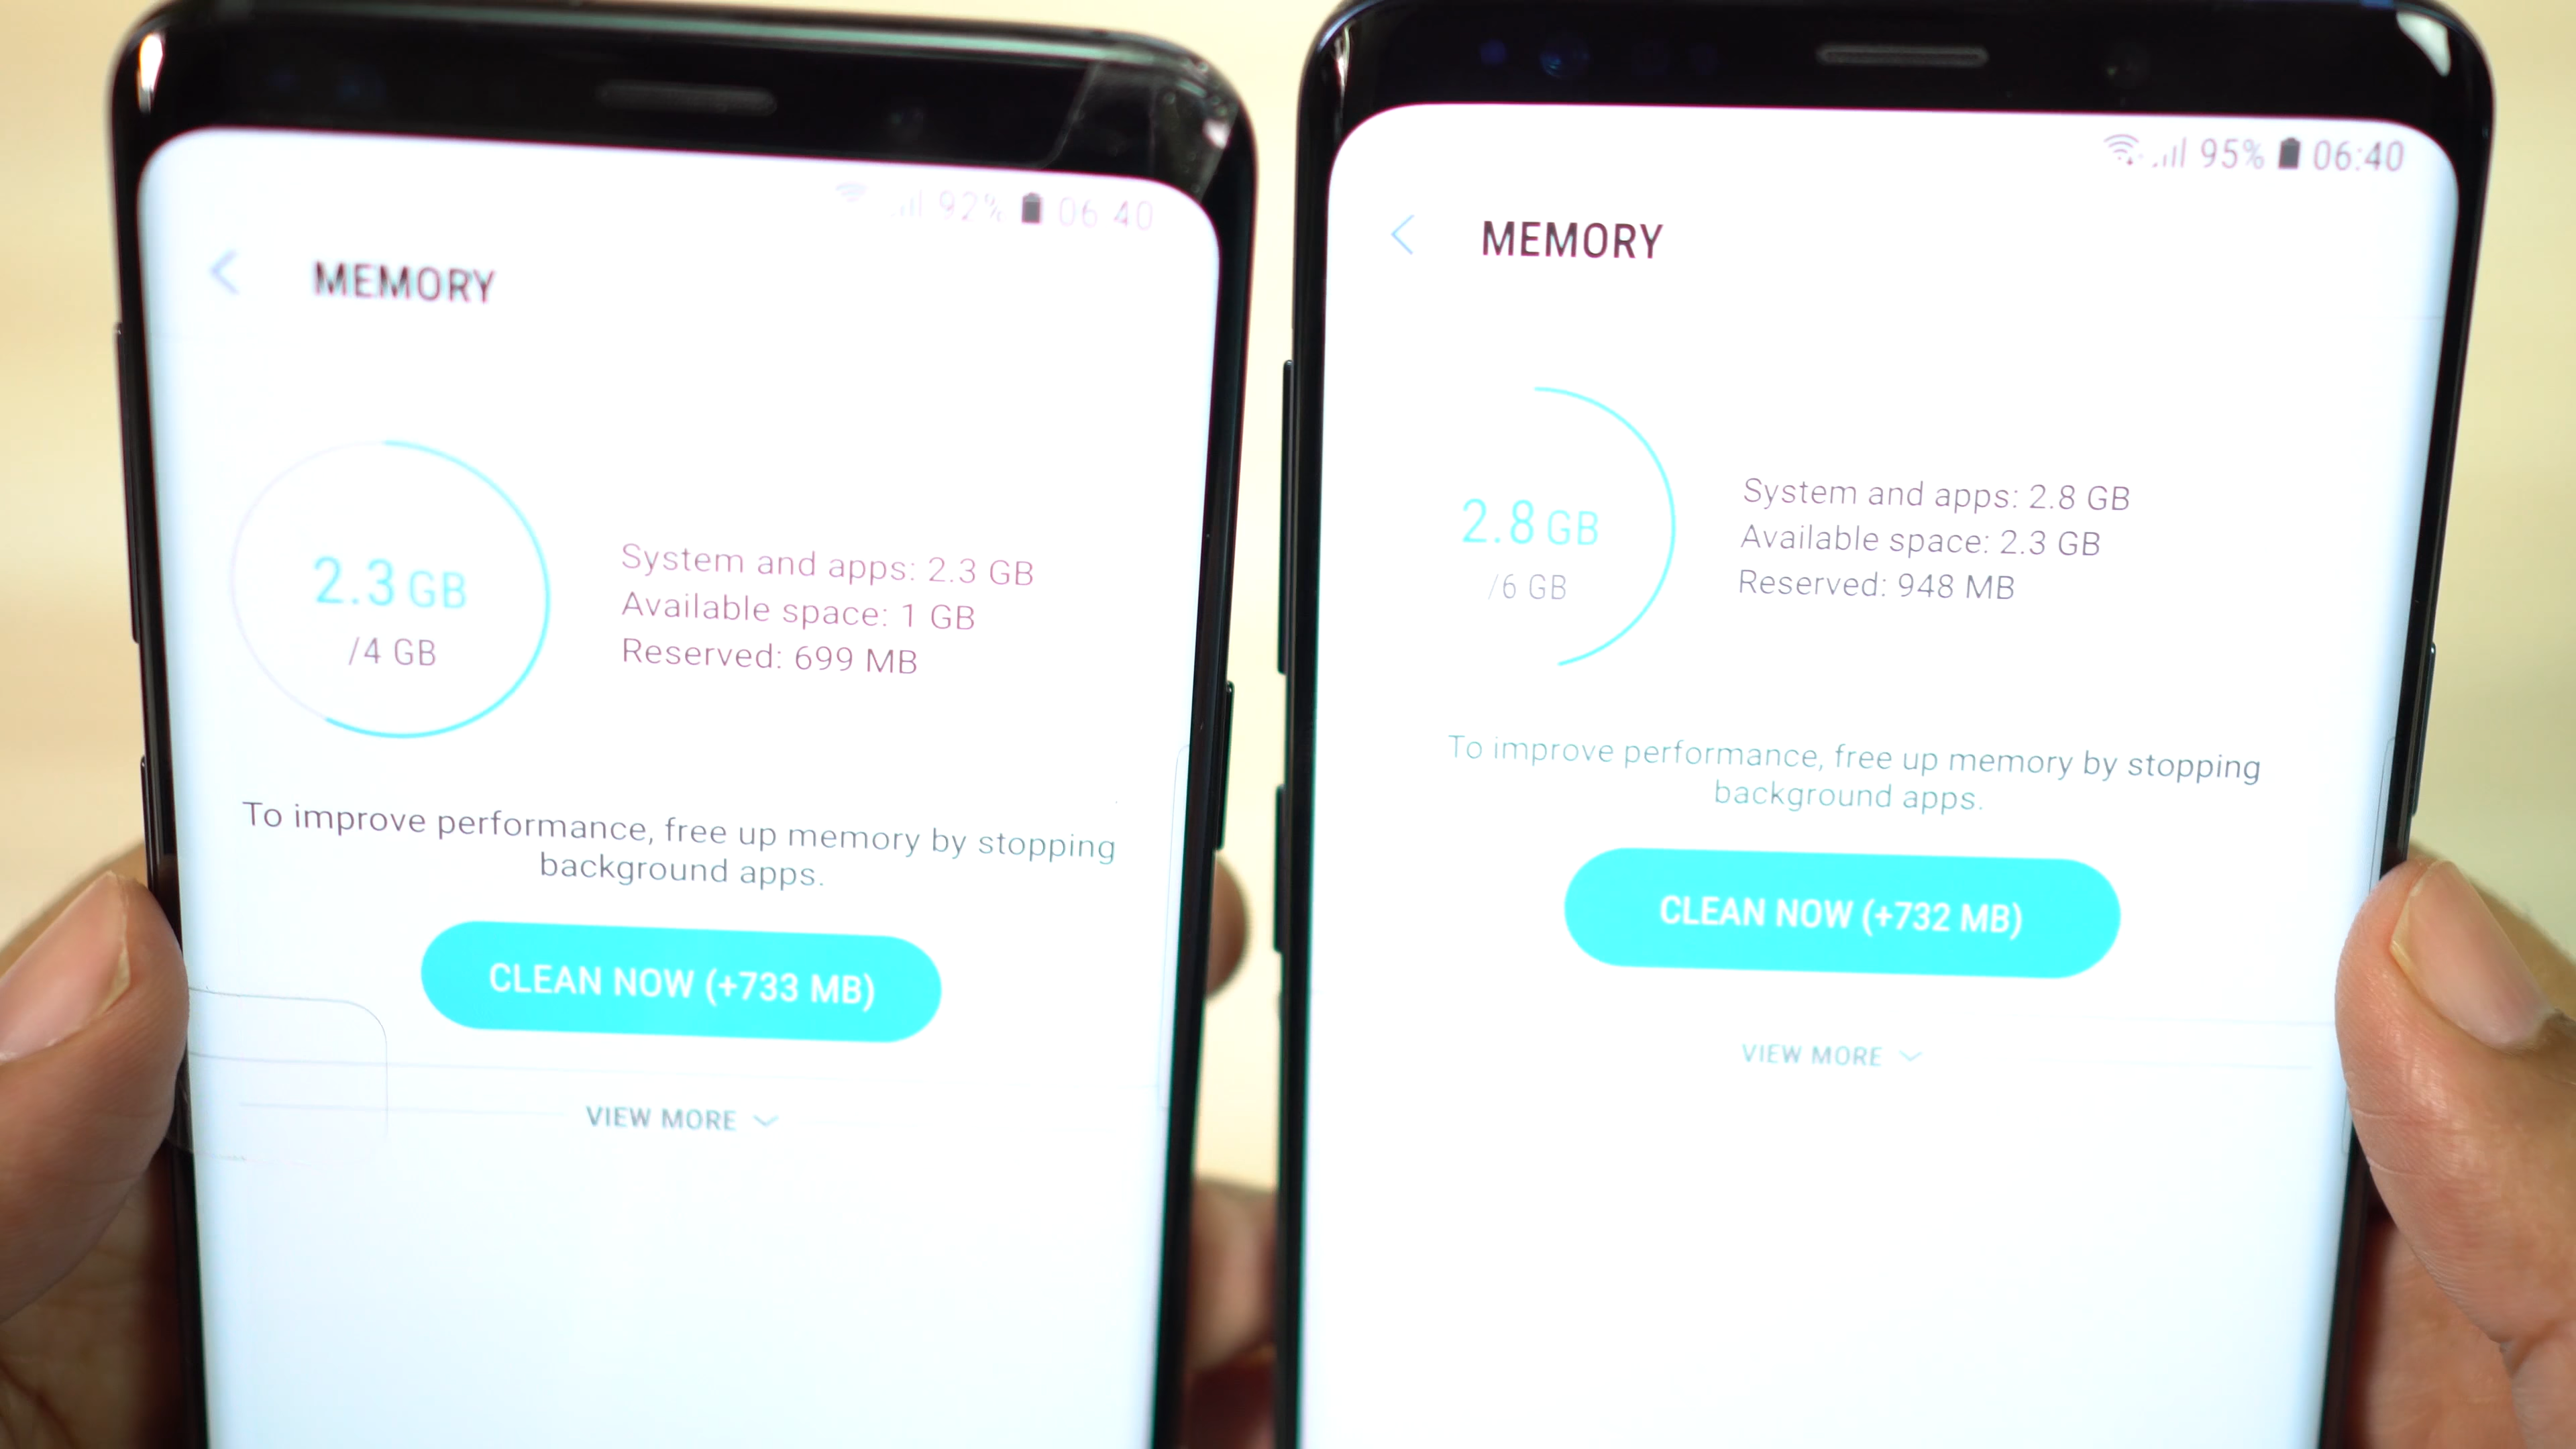 92% 06:40
MEMORY
2.3 GB
/4 GB
System and apps: 2.3 GB
Available space: 1 GB
Reserved: 699 MB
To improve performance, free up memory by stopping
background apps.
CLEAN NOW (+733 MB)
VIEW MORE
95% 06:40
MEMORY
2.8 GB
/6 GB
System and apps: 2.8 GB
Available space: 2.3 GB
Reserved: 948 MB
To improve performance, free up memory by stopping
background apps.
CLEAN NOW (+732 MB)
VIEW MORE